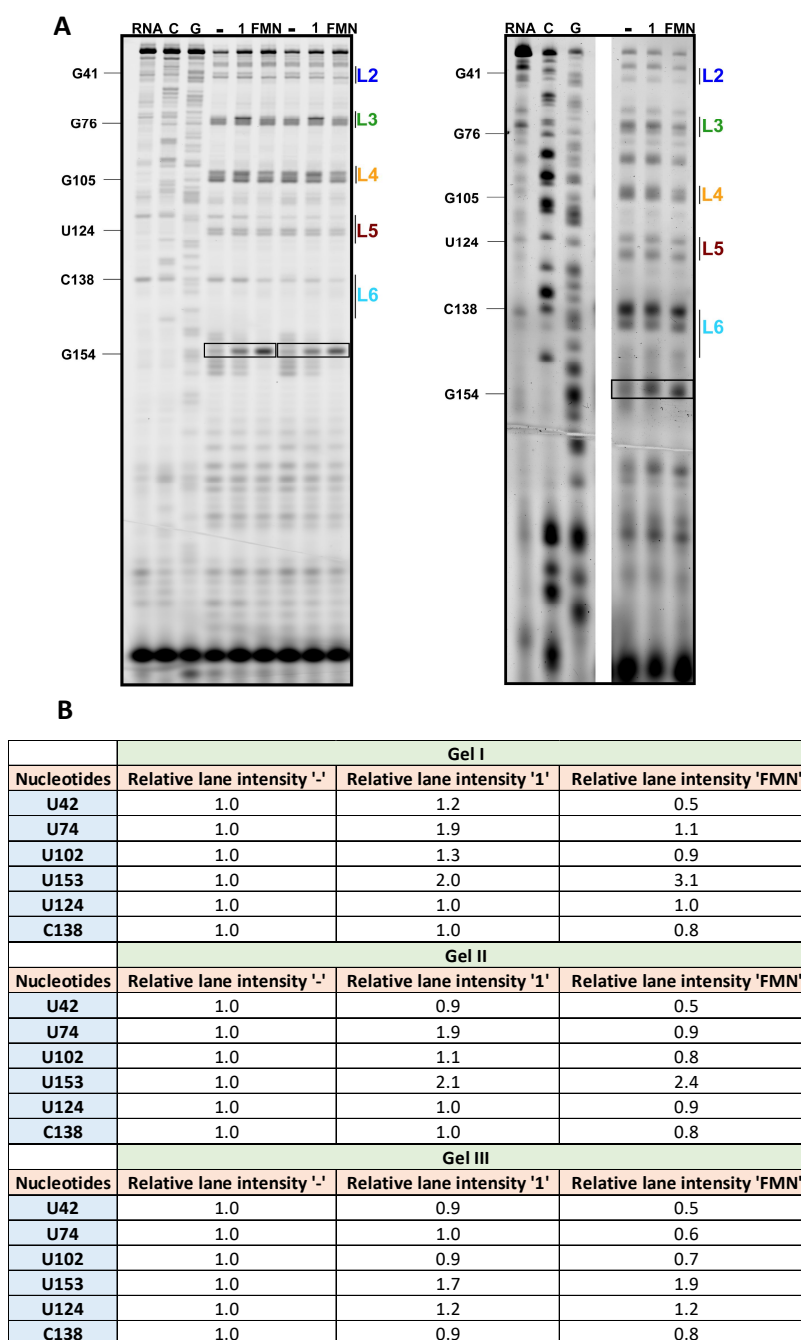 A
RNA C G - 1 FMN - 1 FMN
G41
G76
G105
U124
C138
G154
L2
L3
L4
L5
L6
RNA C G - 1 FMN
G41
G76
G105
U124
C138
G154
L2
L3
L4
L5
L6
B
Gel I
Nucleotides Relative lane intensity '-' Relative lane intensity '1' Relative lane intensity 'FMN'
U42 1.0 1.2 0.5
U74 1.0 1.9 1.1
U102 1.0 1.3 0.9
U153 1.0 2.0 3.1
U124 1.0 1.0 1.0
C138 1.0 1.0 0.8
Gel II
Nucleotides Relative lane intensity '-' Relative lane intensity '1' Relative lane intensity 'FMN'
U42 1.0 0.9 0.5
U74 1.0 1.9 0.9
U102 1.0 1.1 0.8
U153 1.0 2.1 2.4
U124 1.0 1.0 0.9
C138 1.0 1.0 0.8
Gel III
Nucleotides Relative lane intensity '-' Relative lane intensity '1' Relative lane intensity 'FMN'
U42 1.0 0.9 0.5
U74 1.0 1.0 0.6
U102 1.0 0.9 0.7
U153 1.0 1.7 1.9
U124 1.0 1.2 1.2
C138 1.0 0.9 0.8